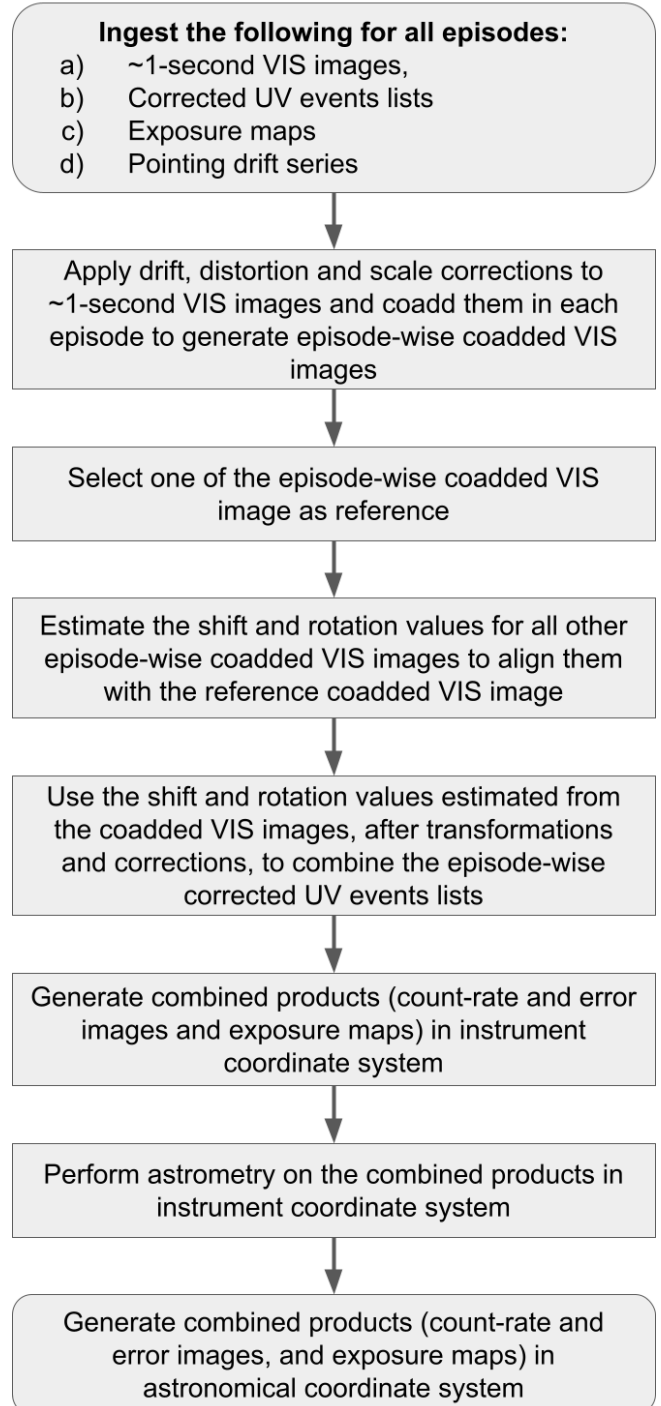 Ingest the following for all episodes:
a) ~1-second VIS images,
b) Corrected UV events lists
c) Exposure maps
d) Pointing drift series
Apply drift, distortion and scale corrections to
~1-second VIS images and coadd them in each
episode to generate episode-wise coadded VIS
images
Select one of the episode-wise coadded VIS
image as reference
Estimate the shift and rotation values for all other
episode-wise coadded VIS images to align them
with the reference coadded VIS image
Use the shift and rotation values estimated from
the coadded VIS images, after transformations
and corrections, to combine the episode-wise
corrected UV events lists
Generate combined products (count-rate and error
images and exposure maps) in instrument
coordinate system
Perform astrometry on the combined products in
instrument coordinate system
Generate combined products (count-rate and
error images, and exposure maps) in
astronomical coordinate system